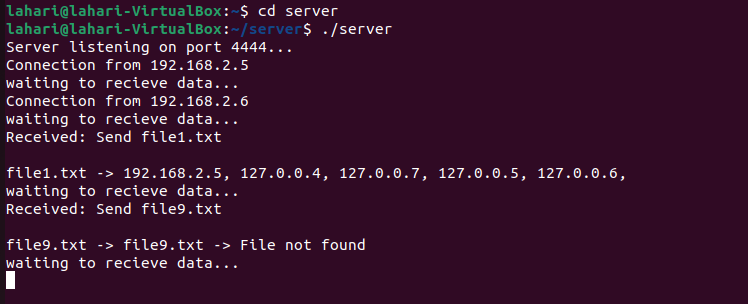 lahari@lahari-VirtualBox:~$ cd server
lahari@lahari-VirtualBox:~/server$ ./server
Server listening on port 4444...
Connection from 192.168.2.5
waiting to recieve data...
Connection from 192.168.2.6
waiting to recieve data...
Received: Send file1.txt
file1.txt -> 192.168.2.5, 127.0.0.4, 127.0.0.7, 127.0.0.5, 127.0.0.6,
waiting to recieve data...
Received: Send file9.txt
file9.txt -> file9.txt -> File not found
waiting to recieve data...